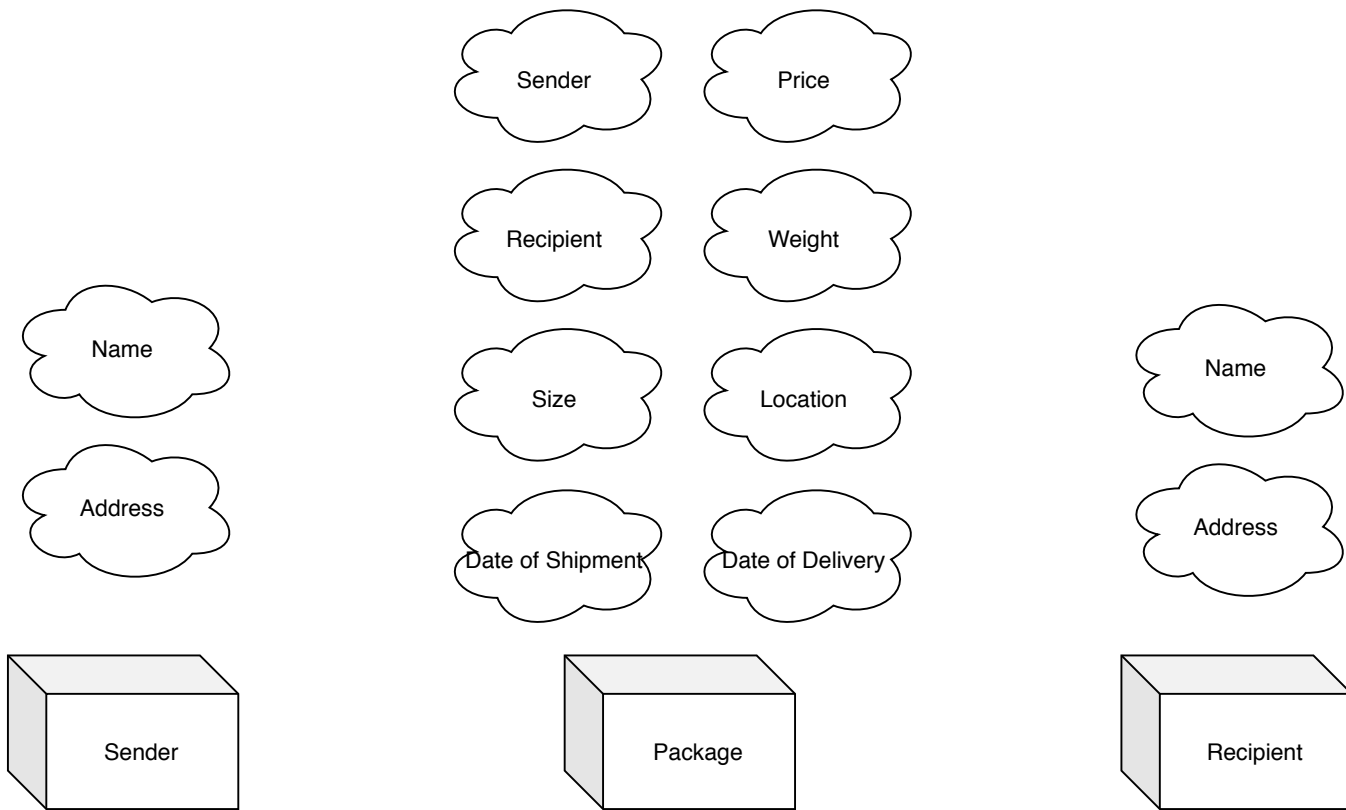 Sender
Price
Recipient
Weight
Name
Name
Size
Location
Address
Address
Date of Shipment
Date of Delivery
Sender
Package
Recipient